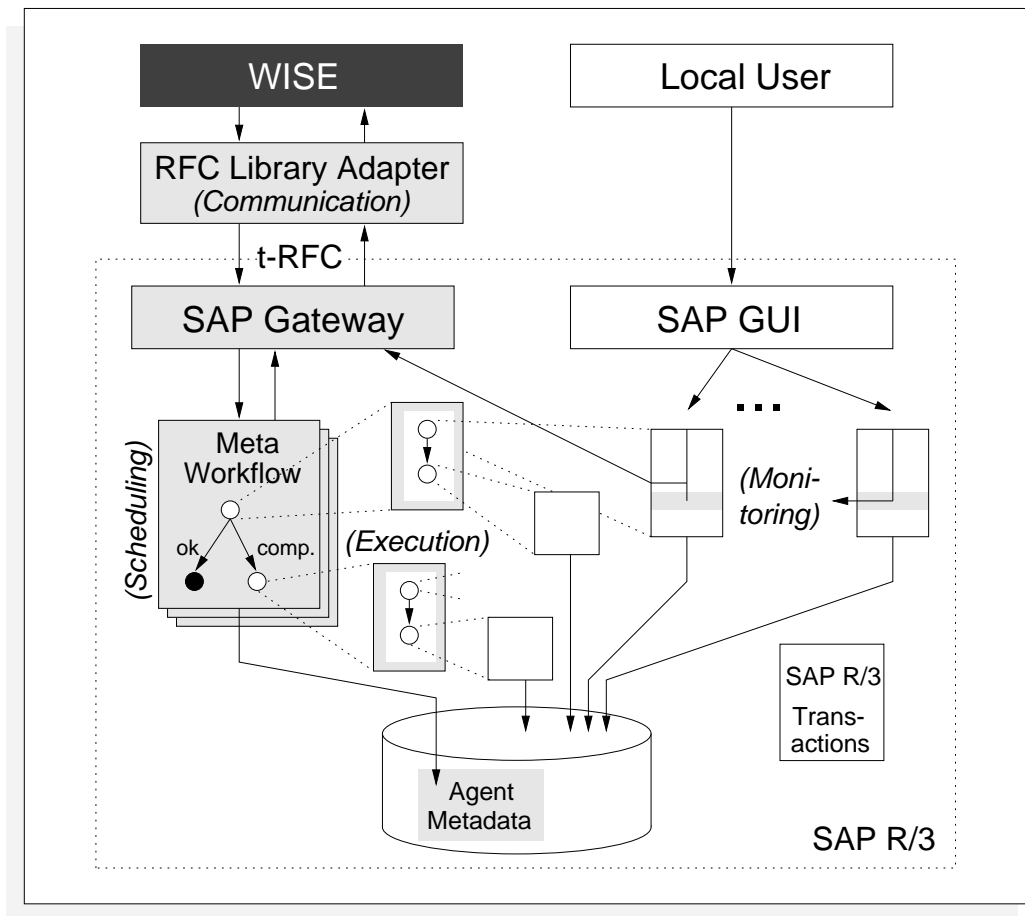 WISE
Local User
RFC Library Adapter
(Communication)
t-RFC
SAP Gateway
SAP GUI
...
(Scheduling)
Meta
Workflow
ok
comp.
(Execution)
(Moni-
toring)
SAP R/3
Trans-
actions
Agent
Metadata
SAP R/3